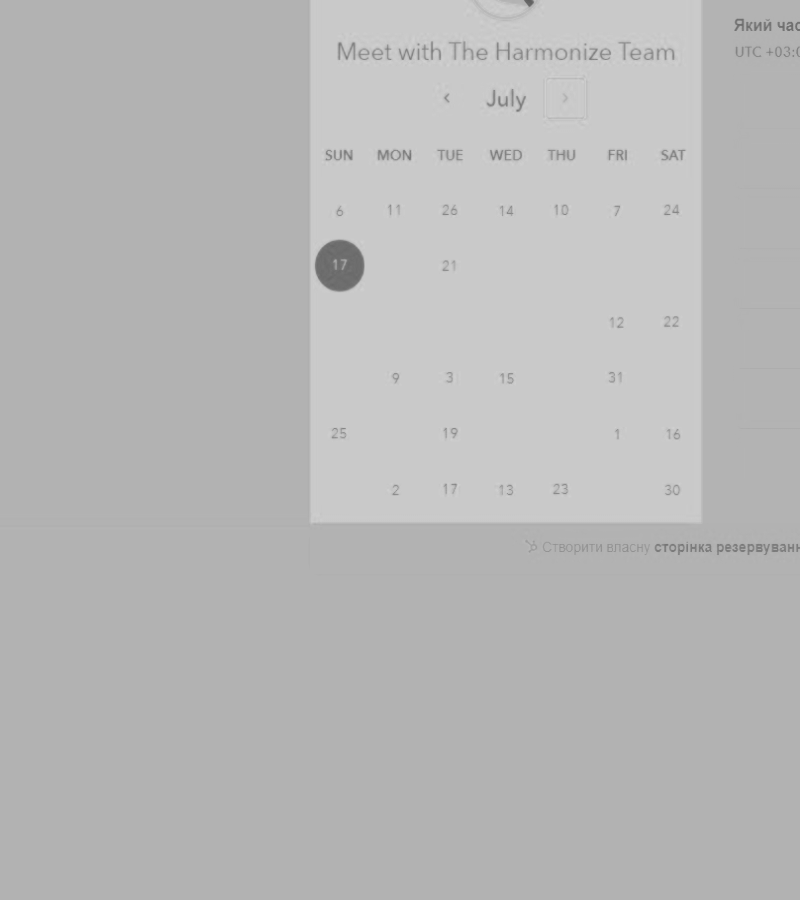 Який час
UTC +03:0
Meet with The Harmonize Team
‹ July ›
SUN MON TUE WED THU FRI SAT
6 11 26 14 10 7 24
17 21
12 22
9 3 15 31
25 19 1 16
2 17 13 23 30
Створити власну сторінка резервуванн